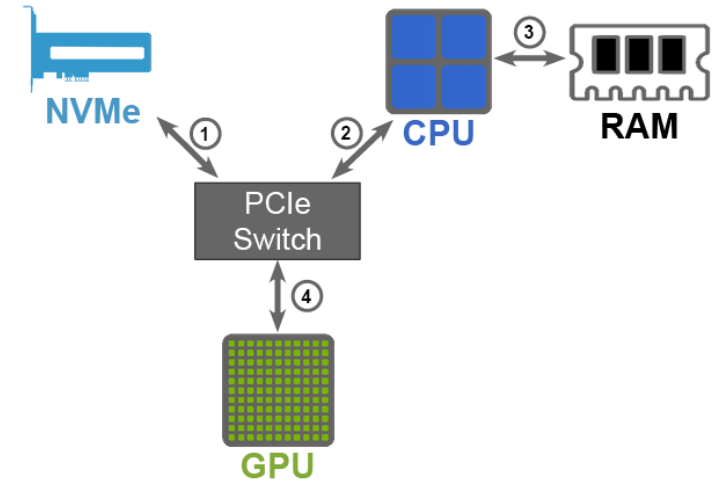 NVMe
1
2
CPU
3
RAM
PCIe
Switch
4
GPU